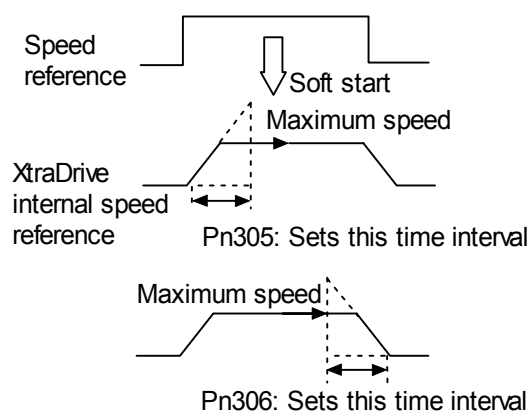 Speed
reference
Soft start
Maximum speed
XtraDrive
internal speed
reference
Pn305: Sets this time interval
Maximum speed
Pn306: Sets this time interval